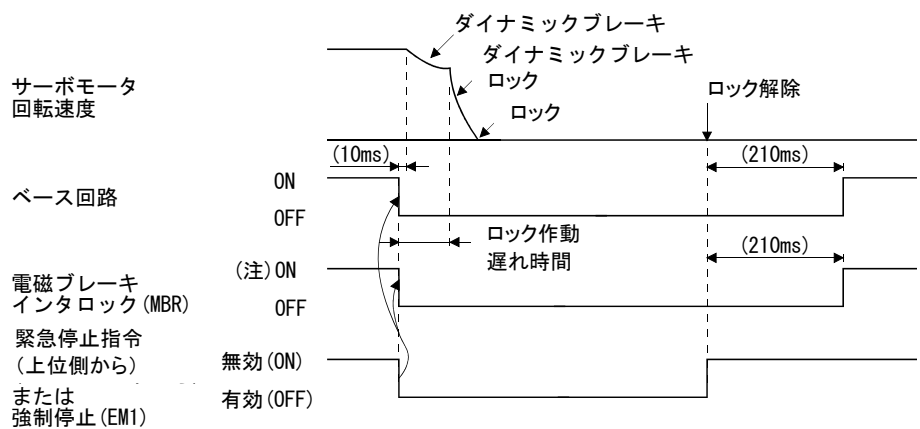 ダイナミックブレーキ
ダイナミックブレーキ
ロック
サーボモータ
回転速度
ロック
ロック解除
(10ms)
(210ms)
ベース回路
ON
OFF
ロック作動
遅れ時間
(210ms)
電磁ブレーキ
インタロック(MBR)
(注)ON
OFF
緊急停止指令
(上位側から)
または
強制停止(EM1)
無効(ON)
有効(OFF)